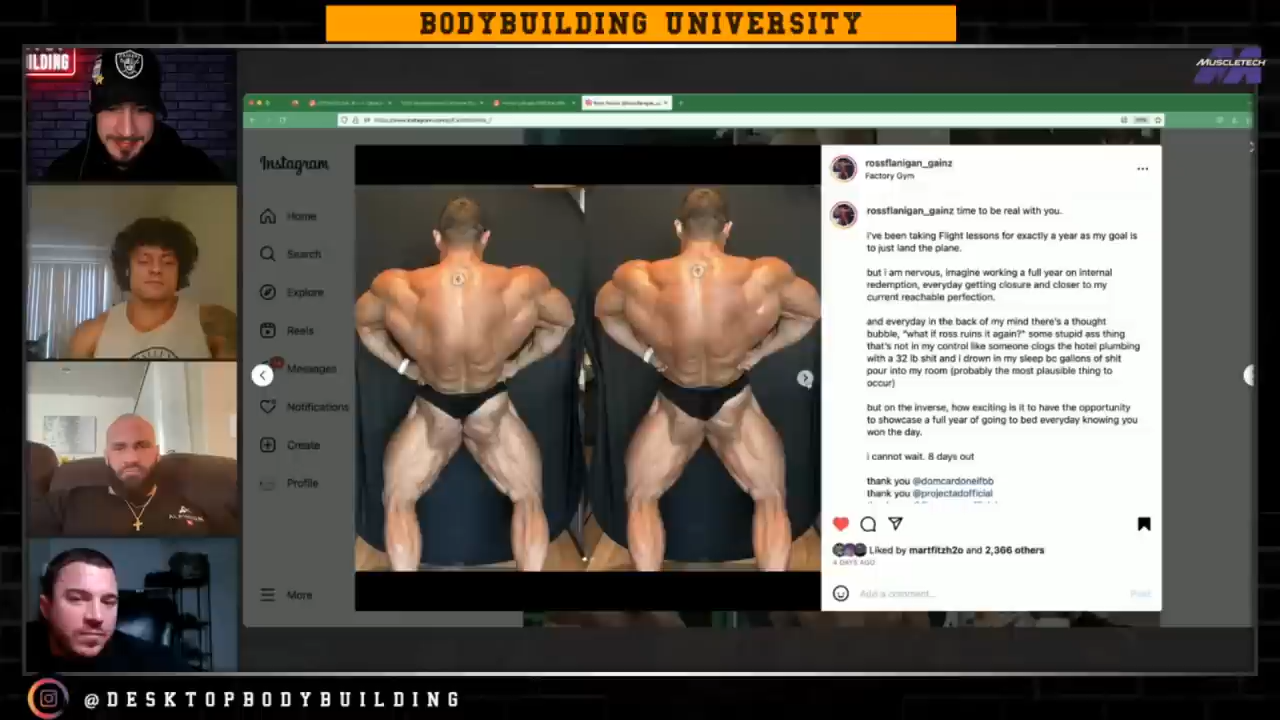 BODYBUILDING UNIVERSITY
ILDING
MUSCLETECH
Instagram
Home
Search
Explore
Reels
Messages
Notifications
Create
Profile
More
rossflanigan_gainz
Factory Gym
rossflanigan_gainz time to be real with you.
i've been taking Flight lessons for exactly a year as my goal is
to just land the plane.
but i am nervous, imagine working a full year on internal
redemption, everyday getting closure and closer to my
current reachable perfection.
and everyday in the back of my mind there's a thought
bubble, "what if ross ruins it again?" some stupid ass thing
that's not in my control like someone clogs the hotel plumbing
with a 32 lb shit and i drown in my sleep bc gallons of shit
pour into my room (probably the most plausible thing to
occur)
but on the inverse, how exciting is it to have the opportunity
to showcase a full year of going to bed everyday knowing you
won the day.
i cannot wait. 8 days out
thank you @domcardoneifbb
thank you @projectadofficial
Liked by martfitzh2o and 2,366 others
4 DAYS AGO
Add a comment...
Post
@DESKTOPBODYBUILDING